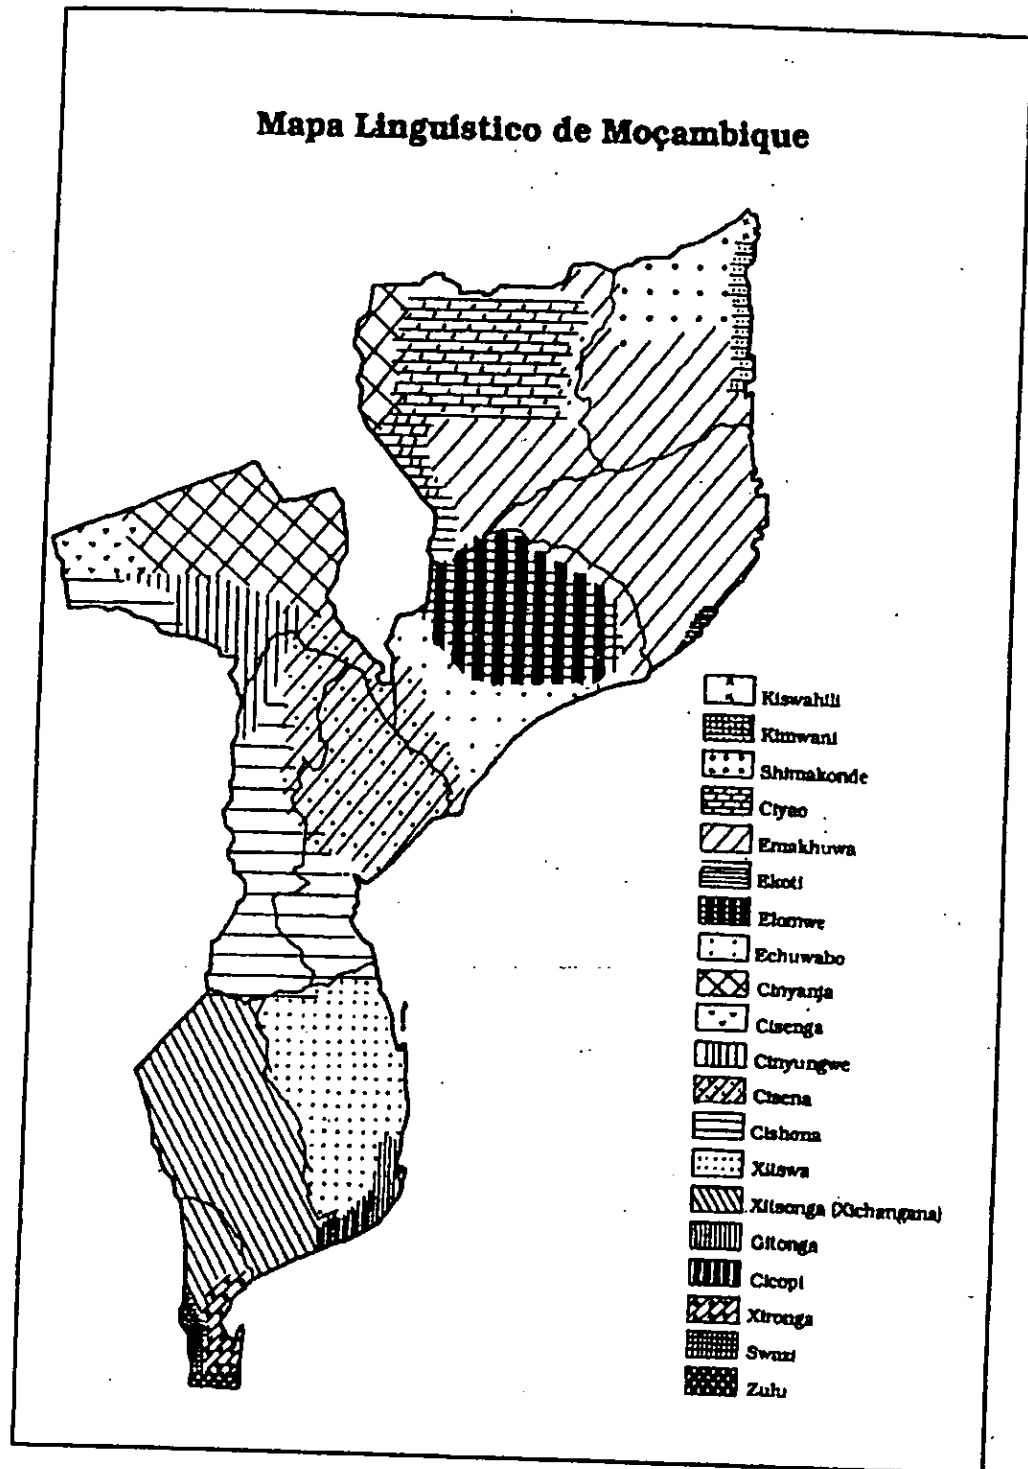 Mapa Linguístico de Moçambique
Kiswahili
Kimwani
Shimakonde
Ciyao
Emakhuwa
Ekoti
Elomwe
Echuwabo
Cinyanja
Cisenga
Cinyungwe
Cisena
Cishona
Xitswa
Xitsonga (Xichangana)
Gitonga
Cicopi
Xironga
Swazi
Zulu